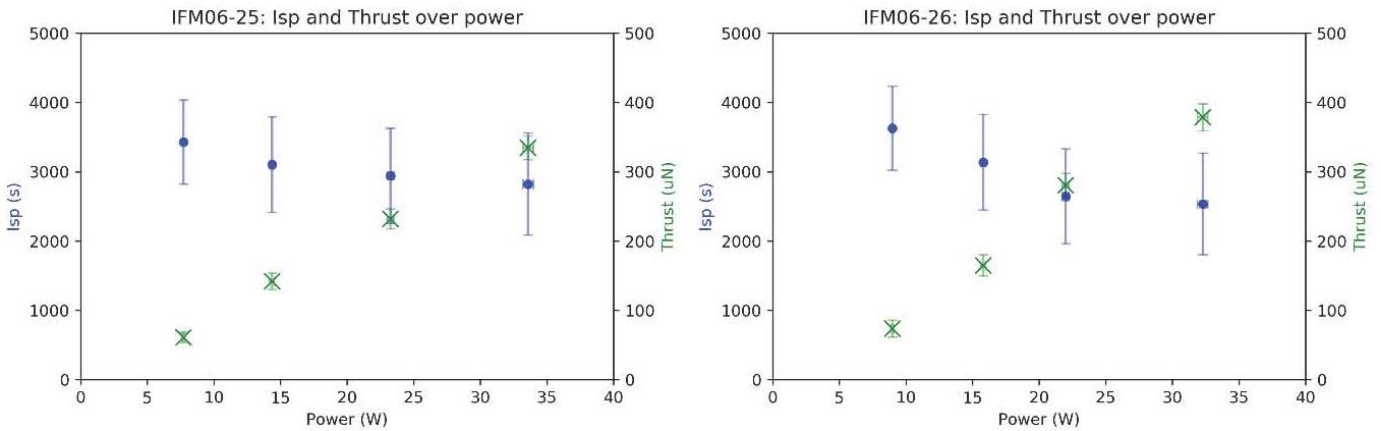 IFM06-25: Isp and Thrust over power
5000
4000
3000
2000
1000
0
Isp (s)
500
400
300
200
100
0
Thrust (uN)
0 5 10 15 20 25 30 35 40
Power (W)
IFM06-26: Isp and Thrust over power
5000
4000
3000
2000
1000
0
Isp (s)
500
400
300
200
100
0
Thrust (uN)
0 5 10 15 20 25 30 35 40
Power (W)